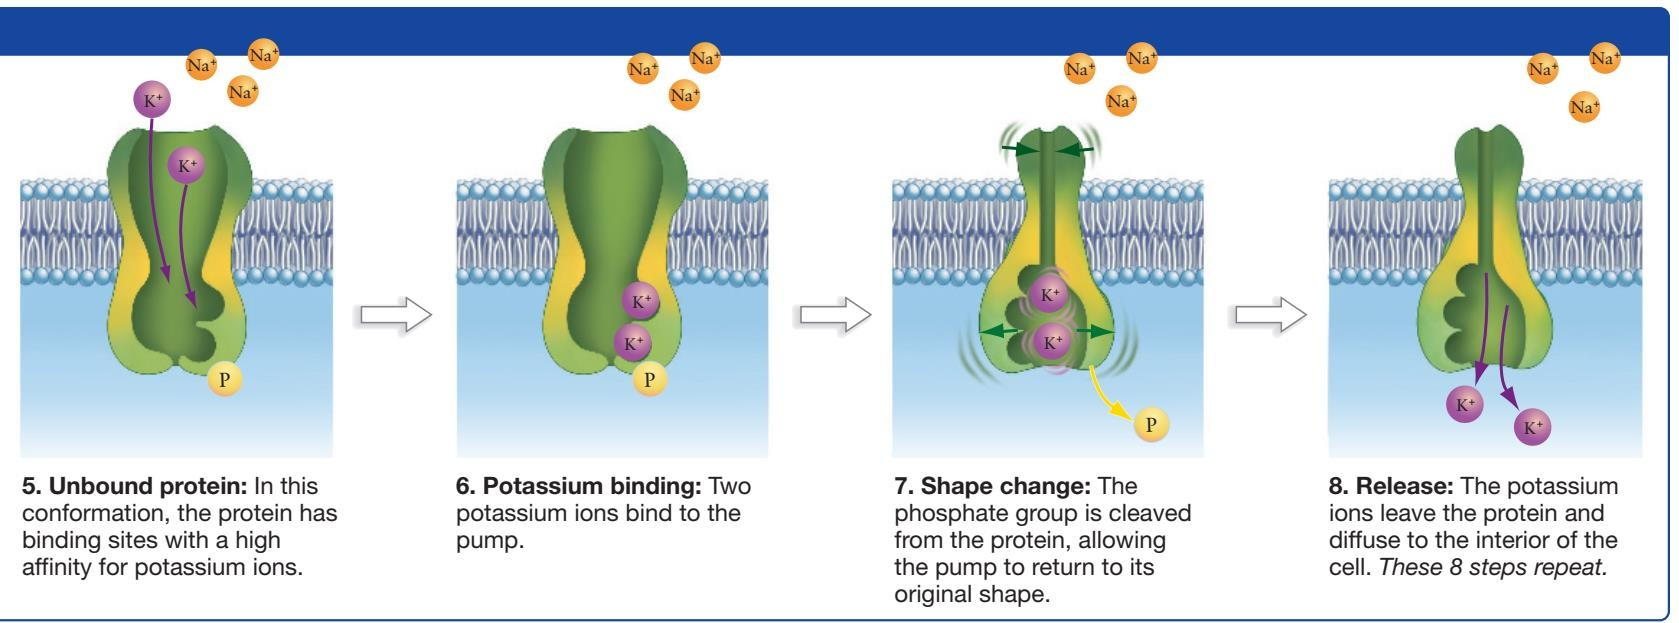 Na⁺ Na⁺
Na⁺
K⁺
K⁺
P
Na⁺ Na⁺
Na⁺
K⁺
K⁺
P
Na⁺ Na⁺
Na⁺
K⁺
K⁺
P
Na⁺ Na⁺
Na⁺
K⁺
K⁺
5. Unbound protein: In this
conformation, the protein has
binding sites with a high
affinity for potassium ions.
6. Potassium binding: Two
potassium ions bind to the
pump.
7. Shape change: The
phosphate group is cleaved
from the protein, allowing
the pump to return to its
original shape.
8. Release: The potassium
ions leave the protein and
diffuse to the interior of the
cell. These 8 steps repeat.